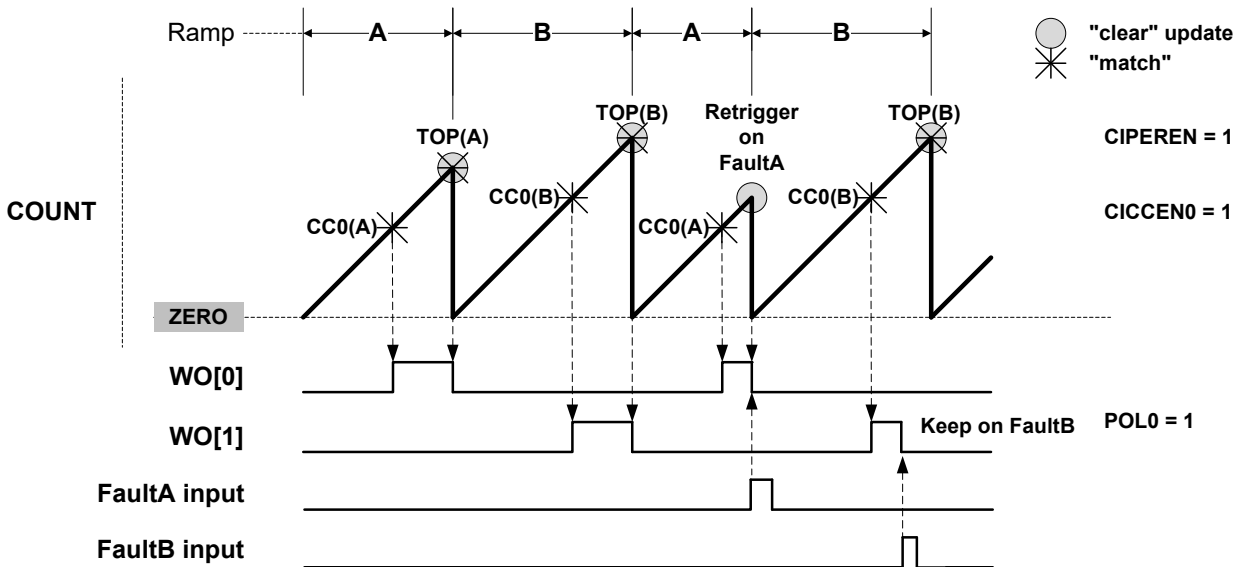 Ramp
A
B
A
B
"clear" update
"match"
TOP(A)
TOP(B)
Retrigger
on
FaultA
TOP(B)
CIPEREN = 1
CC0(B)
CC0(B)
COUNT
CICCEN0 = 1
CC0(A)
CC0(A)
ZERO
WO[0]
WO[1]
Keep on FaultB
POL0 = 1
FaultA input
FaultB input